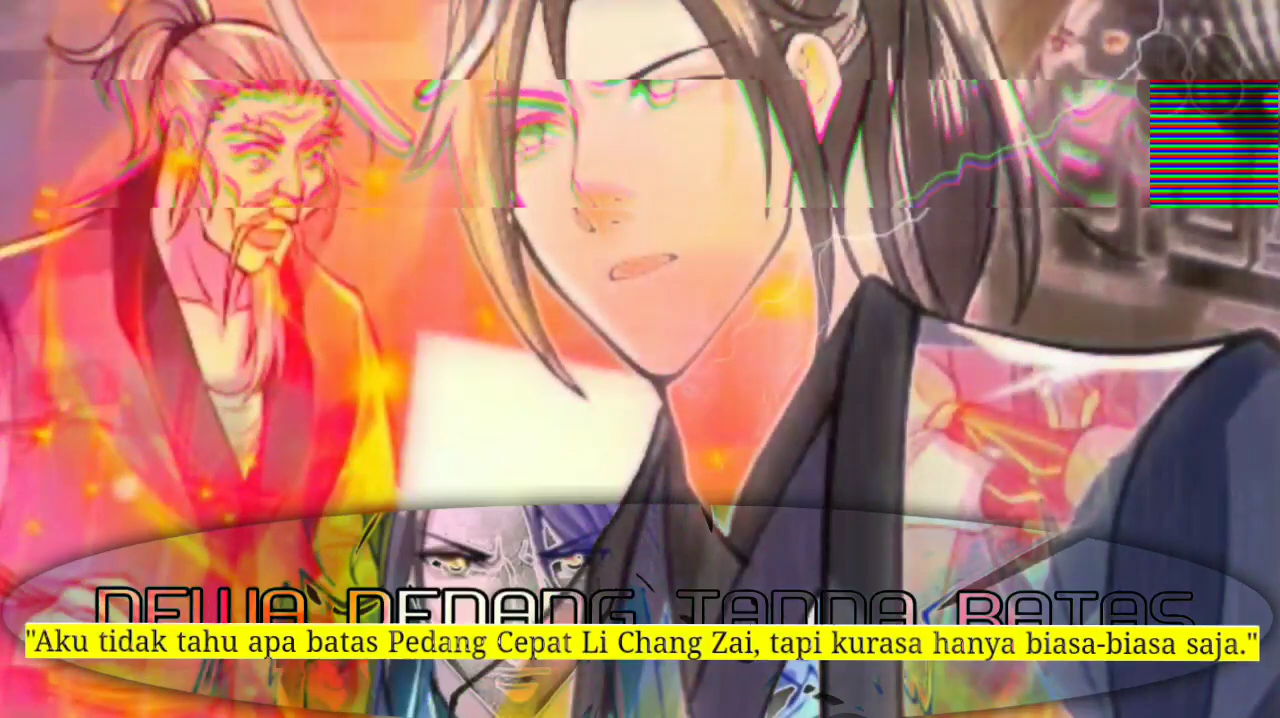 DEWA PEDANG TANPA BATAS
"Aku tidak tahu apa batas Pedang Cepat Li Chang Zai, tapi kurasa hanya biasa-biasa saja."